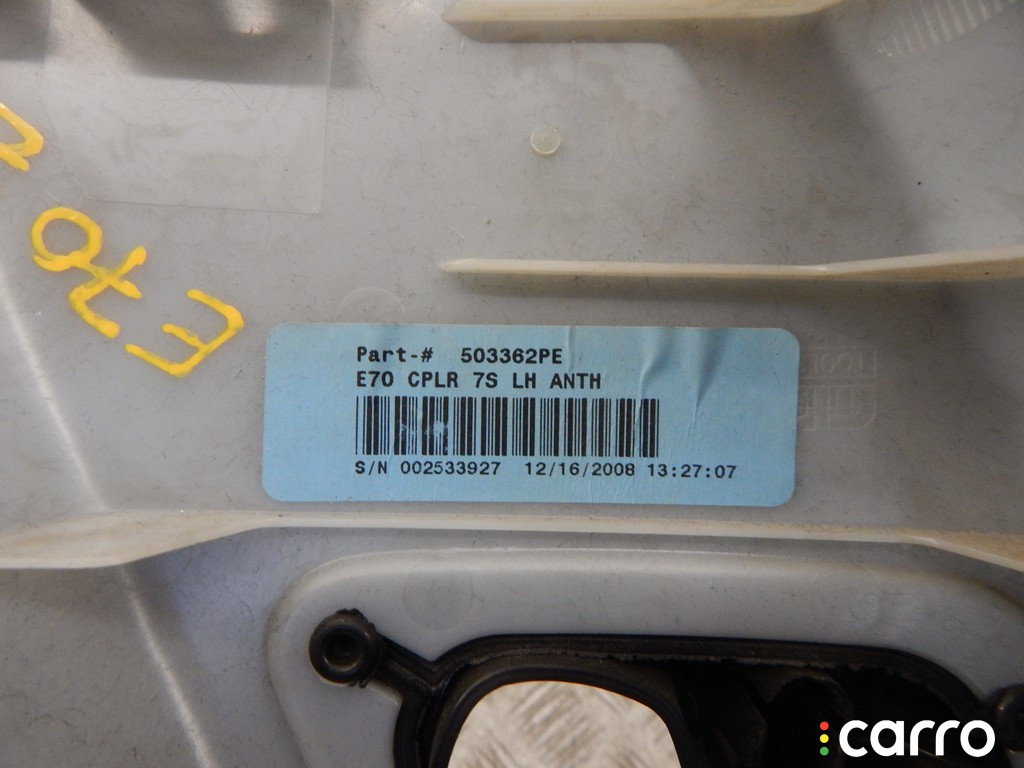 E70
Part-# 503362PE
E70 CPLR 7S LH ANTH
S/N 002533927 12/16/2008 13:27:07
carro